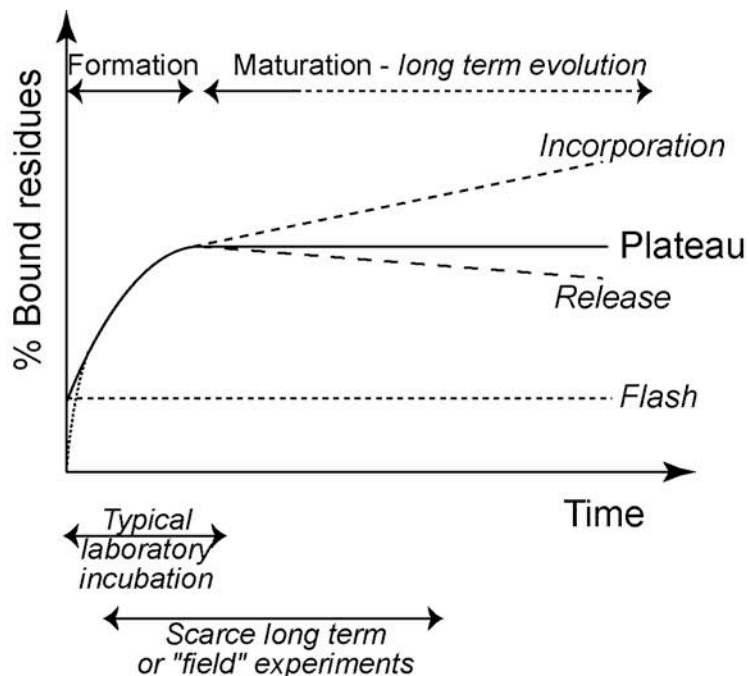 Formation
Maturation - long term evolution
Incorporation
Plateau
Release
Flash
% Bound residues
Time
Typical
laboratory
incubation
Scarce long term
or "field" experiments